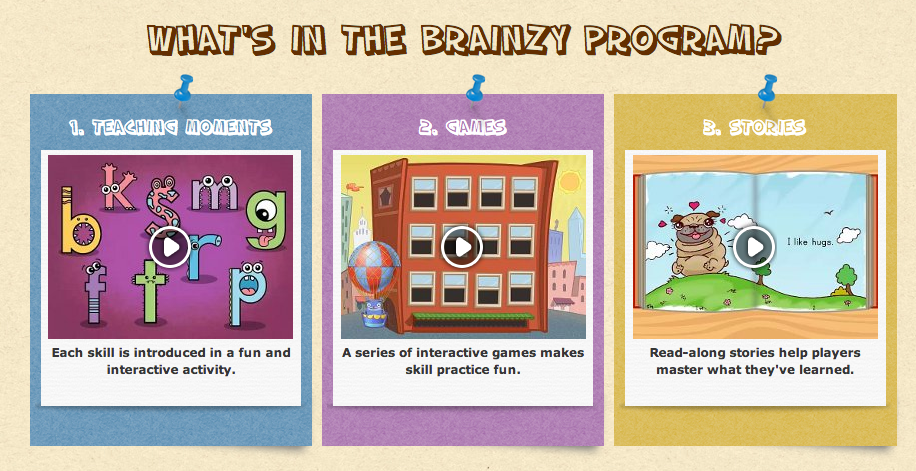 WHAT'S IN THE BRAINZY PROGRAM?
1. TEACHING MOMENTS
k
s
m
b
g
r
f
t
p
Each skill is introduced in a fun and
interactive activity.
2. GAMES
A series of interactive games makes
skill practice fun.
3. STORIES
I like hugs.
Read-along stories help players
master what they've learned.